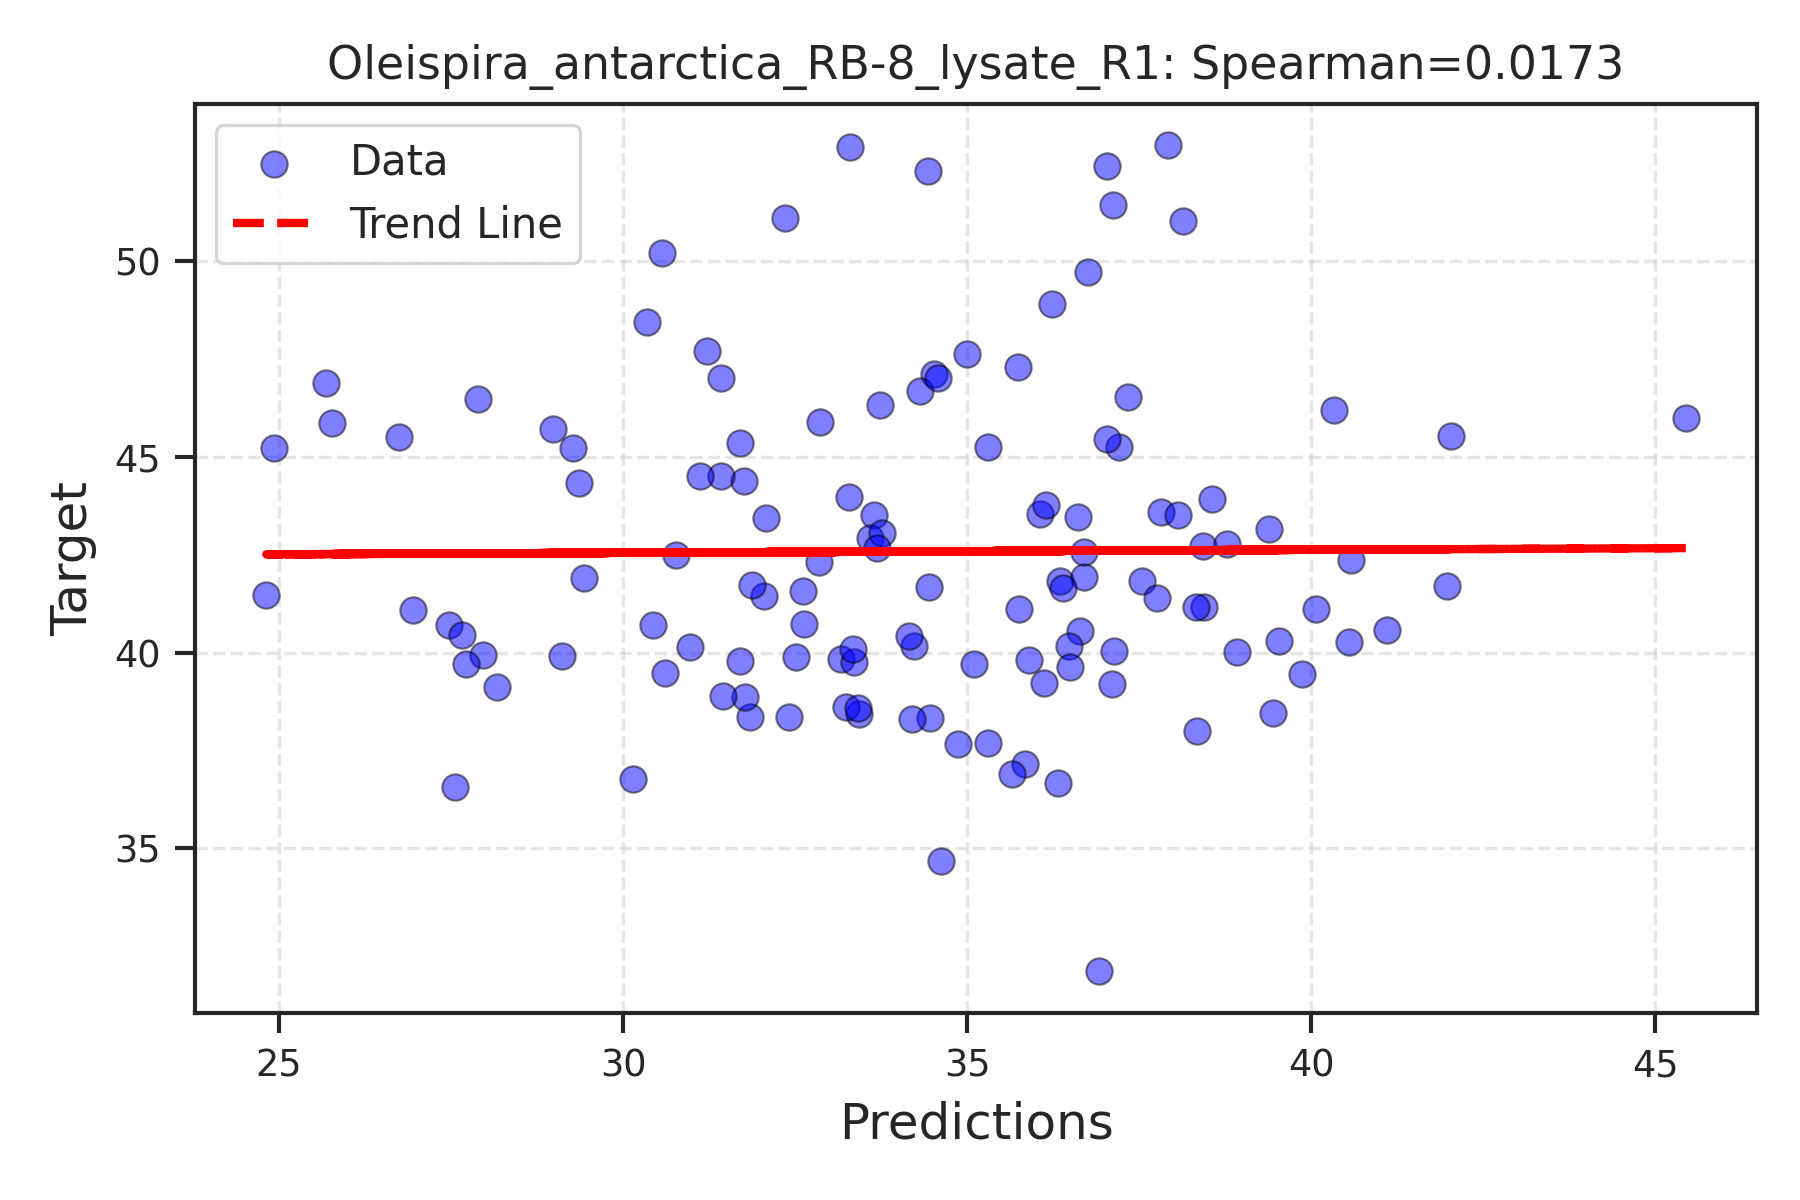 Oleispira_antarctica_RB-8_lysate_R1: Spearman=0.0173
Data
Trend Line
50
45
40
35
Target
25 30 35 40 45
Predictions